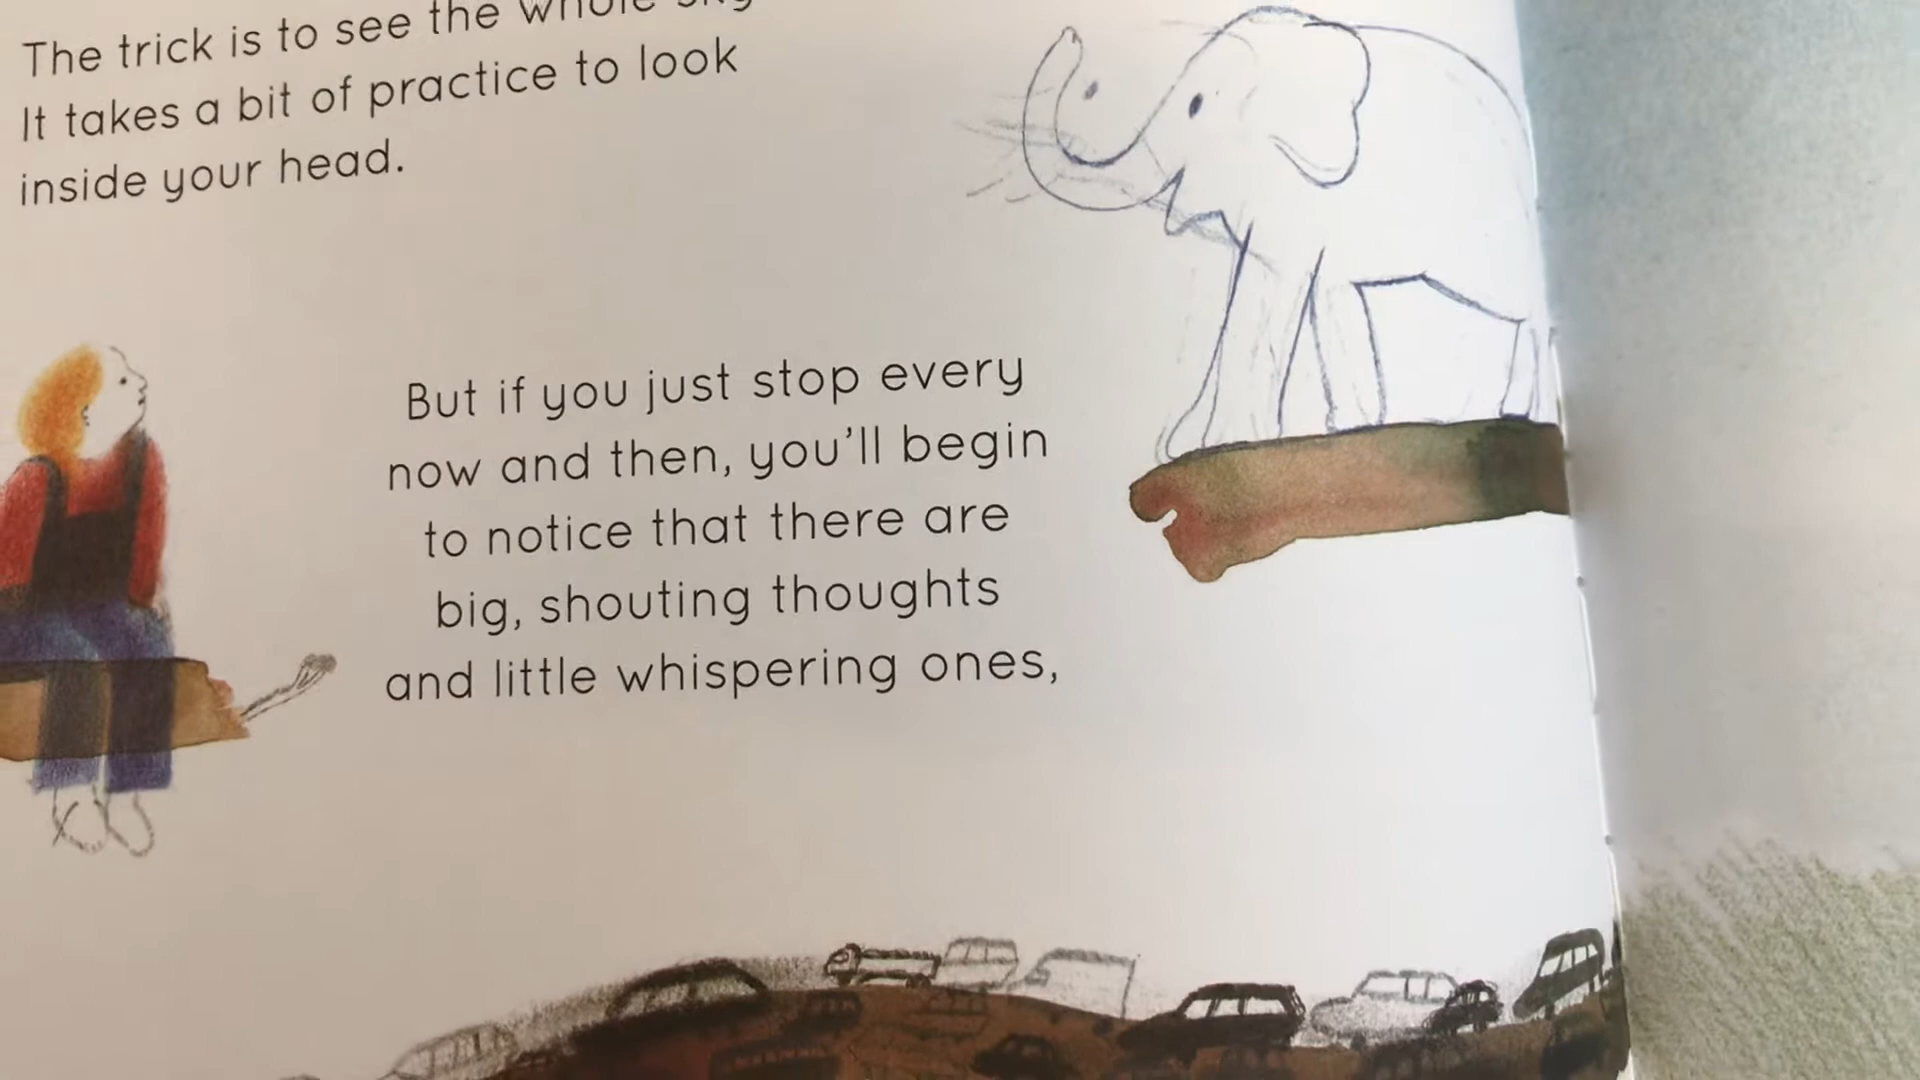 The trick is to see the whole sky
It takes a bit of practice to look
inside your head.
But if you just stop every
now and then, you'll begin
to notice that there are
big, shouting thoughts
and little whispering ones,